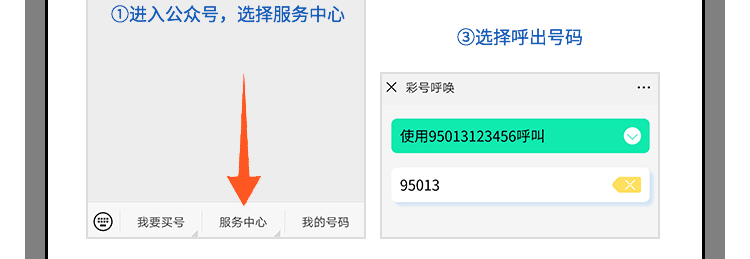 ①进入公众号，选择服务中心
我要买号
服务中心
我的号码
③选择呼出号码
彩号呼唤
使用95013123456呼叫
95013